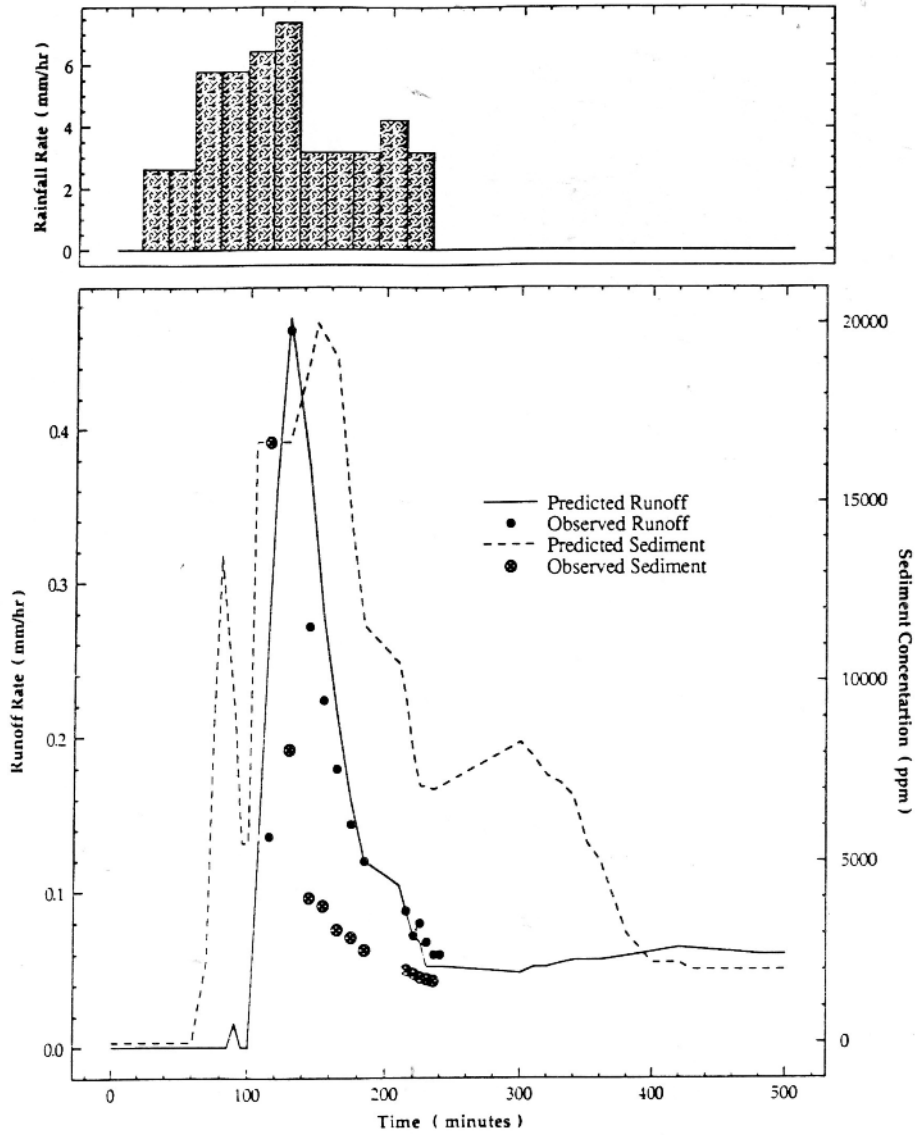 Rainfall Rate ( mm/hr)
6
4
2
0
Runoff Rate ( mm/hr)
0.4
0.3
0.2
0.1
0.0
Predicted Runoff
Observed Runoff
Predicted Sediment
Observed Sediment
20000
15000
10000
5000
0
Sediment Concentartion ( ppm)
0
100
200
300
400
500
Time ( minutes)